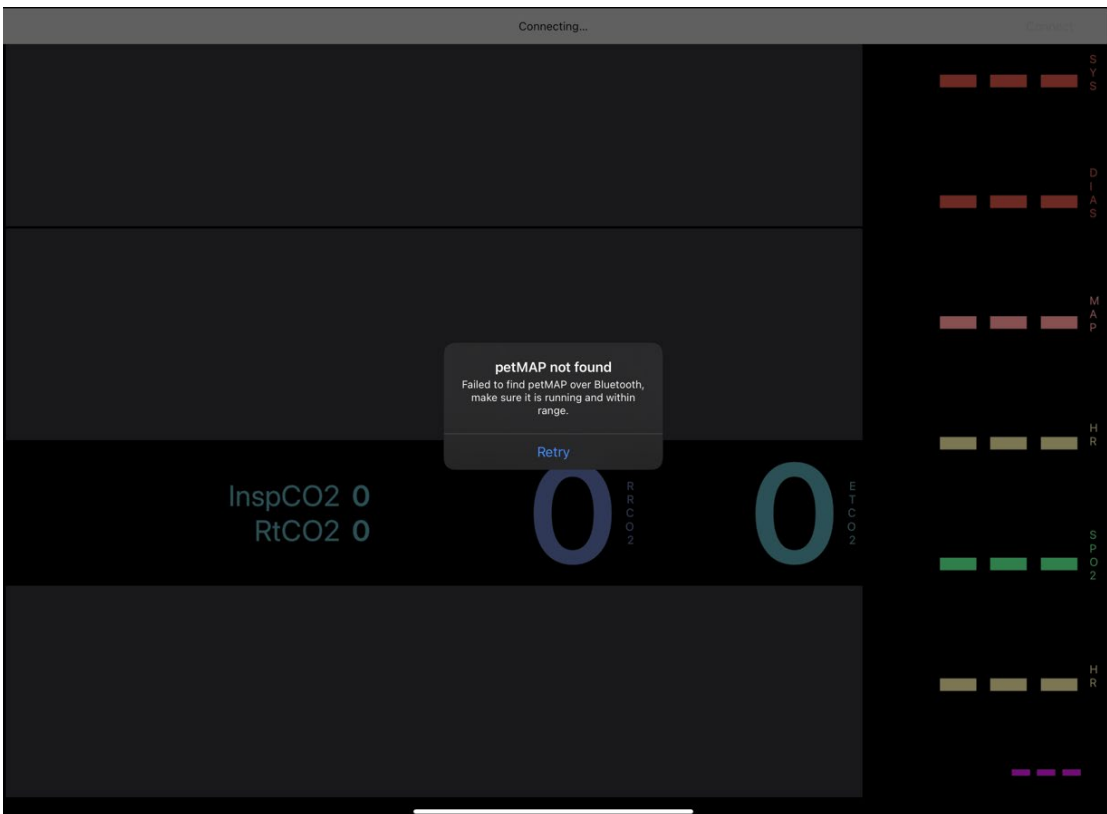 Connecting...
Connect
SYS
DIAS
MAP
petMAP not found
Failed to find petMAP over Bluetooth,
make sure it is running and within
range.
Retry
HR
InspCO2 0
RtCO2 0
0 RRCO2
0 ETCO2
SPO2
HR